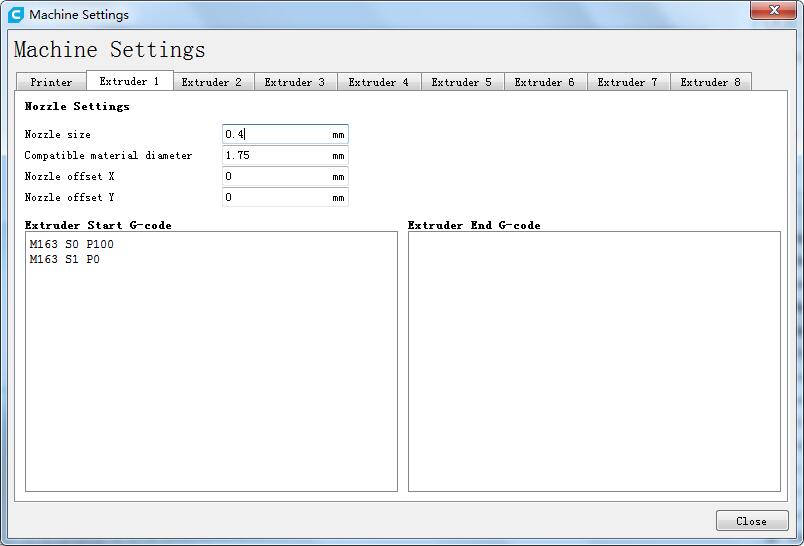 Machine Settings
Machine Settings
Printer Extruder 1 Extruder 2 Extruder 3 Extruder 4 Extruder 5 Extruder 6 Extruder 7 Extruder 8
Nozzle Settings
Nozzle size 0.4 mm
Compatible material diameter 1.75 mm
Nozzle offset X 0 mm
Nozzle offset Y 0 mm
Extruder Start G-code Extruder End G-code
M163 S0 P100
M163 S1 P0
Close